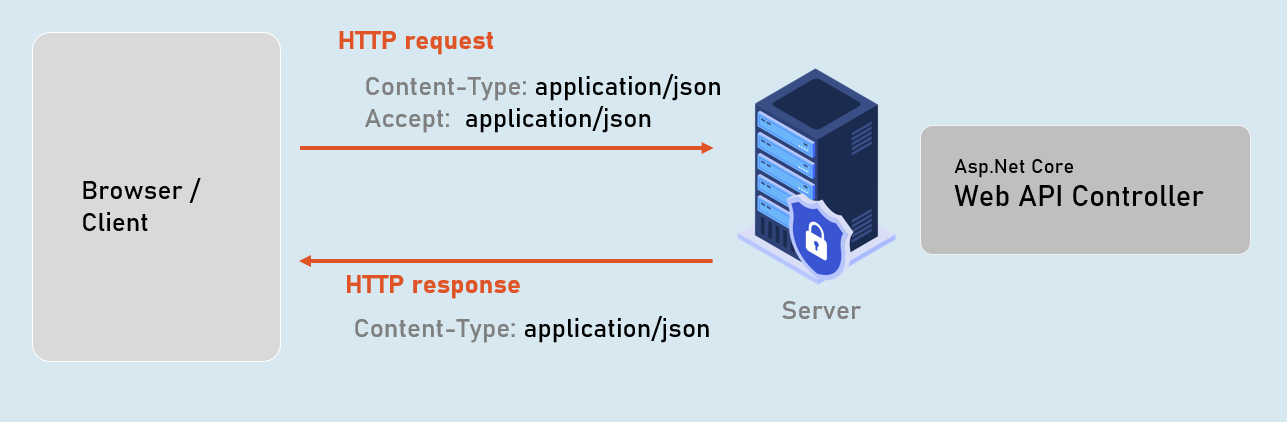 HTTP request
Content-Type: application/json
Accept: application/json
Browser /
Client
Asp.Net Core
Web API Controller
HTTP response
Content-Type: application/json
Server